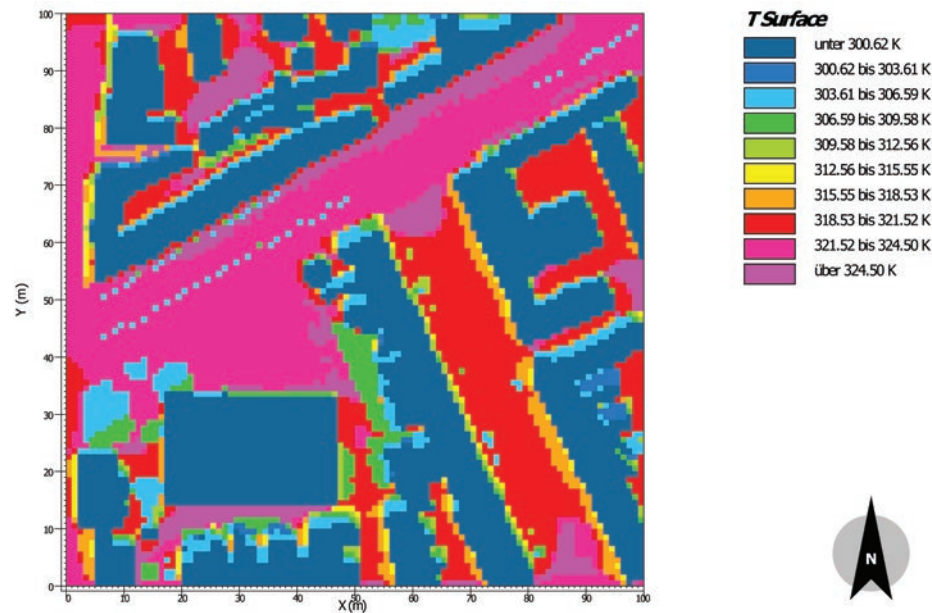 T Surface
unter 300.62 K
300.62 bis 303.61 K
303.61 bis 306.59 K
306.59 bis 309.58 K
309.58 bis 312.56 K
312.56 bis 315.55 K
315.55 bis 318.53 K
318.53 bis 321.52 K
321.52 bis 324.50 K
über 324.50 K
100
90
80
70
60
50
40
30
20
10
0
Y (m)
0 10 20 30 40 50 60 70 80 90 100
X (m)
N